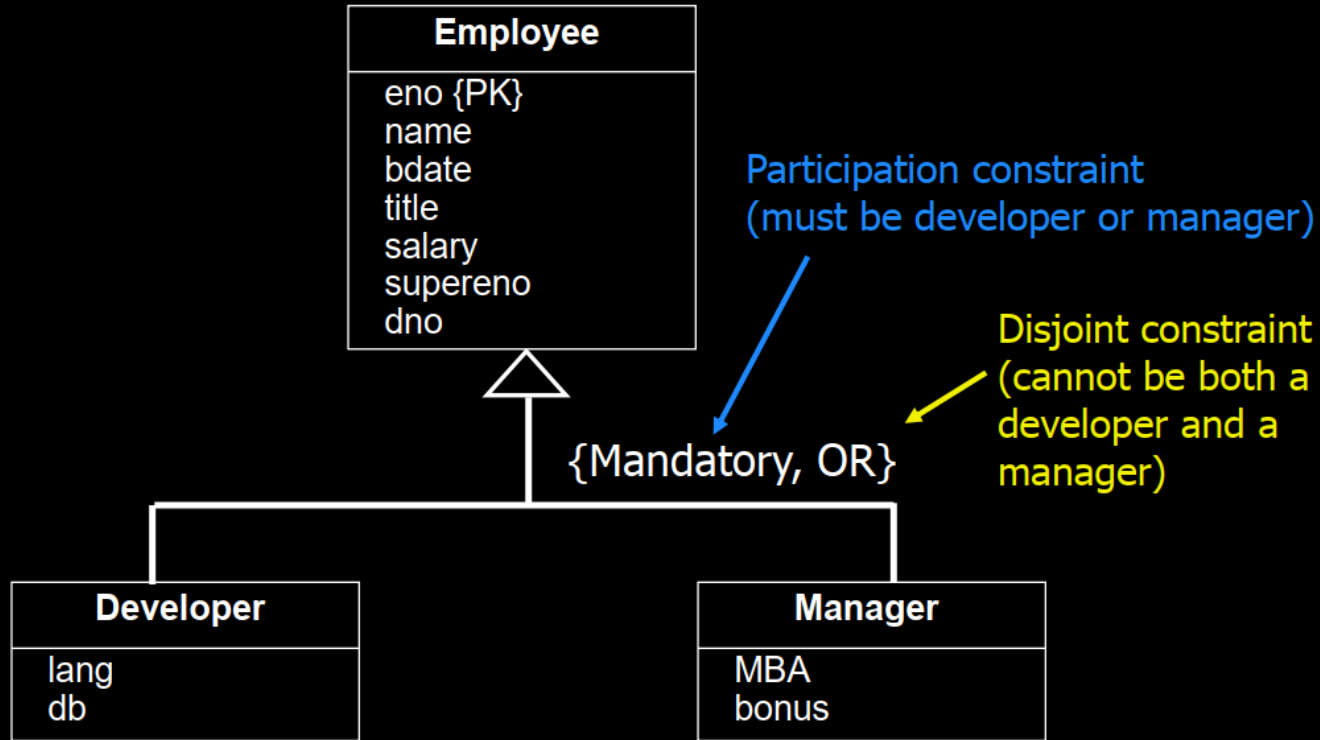 Employee
eno {PK}
name
bdate
title
salary
supereno
dno
Participation constraint
(must be developer or manager)
Disjoint constraint
(cannot be both a
developer and a
manager)
{Mandatory, OR}
Developer
lang
db
Manager
MBA
bonus